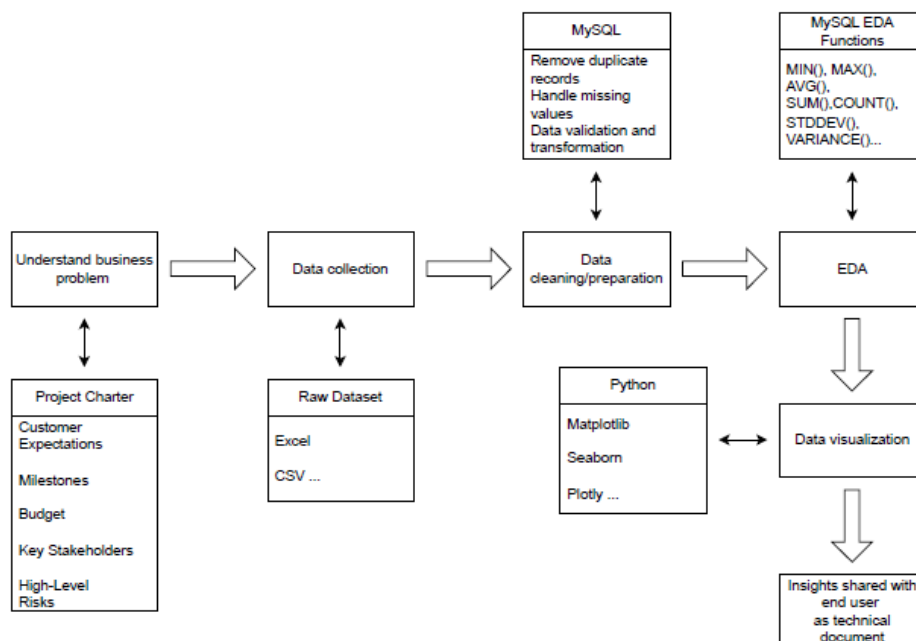 MySQL
Remove duplicate
records
Handle missing
values
Data validation and
transformation
MySQL EDA
Functions
MIN(), MAX(),
AVG(),
SUM(),COUNT(),
STDDEV(),
VARIANCE()...
Understand business
problem
Data collection
Data
cleaning/preparation
EDA
Project Charter
Customer
Expectations
Milestones
Budget
Key Stakeholders
High-Level
Risks
Raw Dataset
Excel
CSV ...
Python
Matplotlib
Seaborn
Plotly ...
Data visualization
Insights shared with
end user
as technical
document